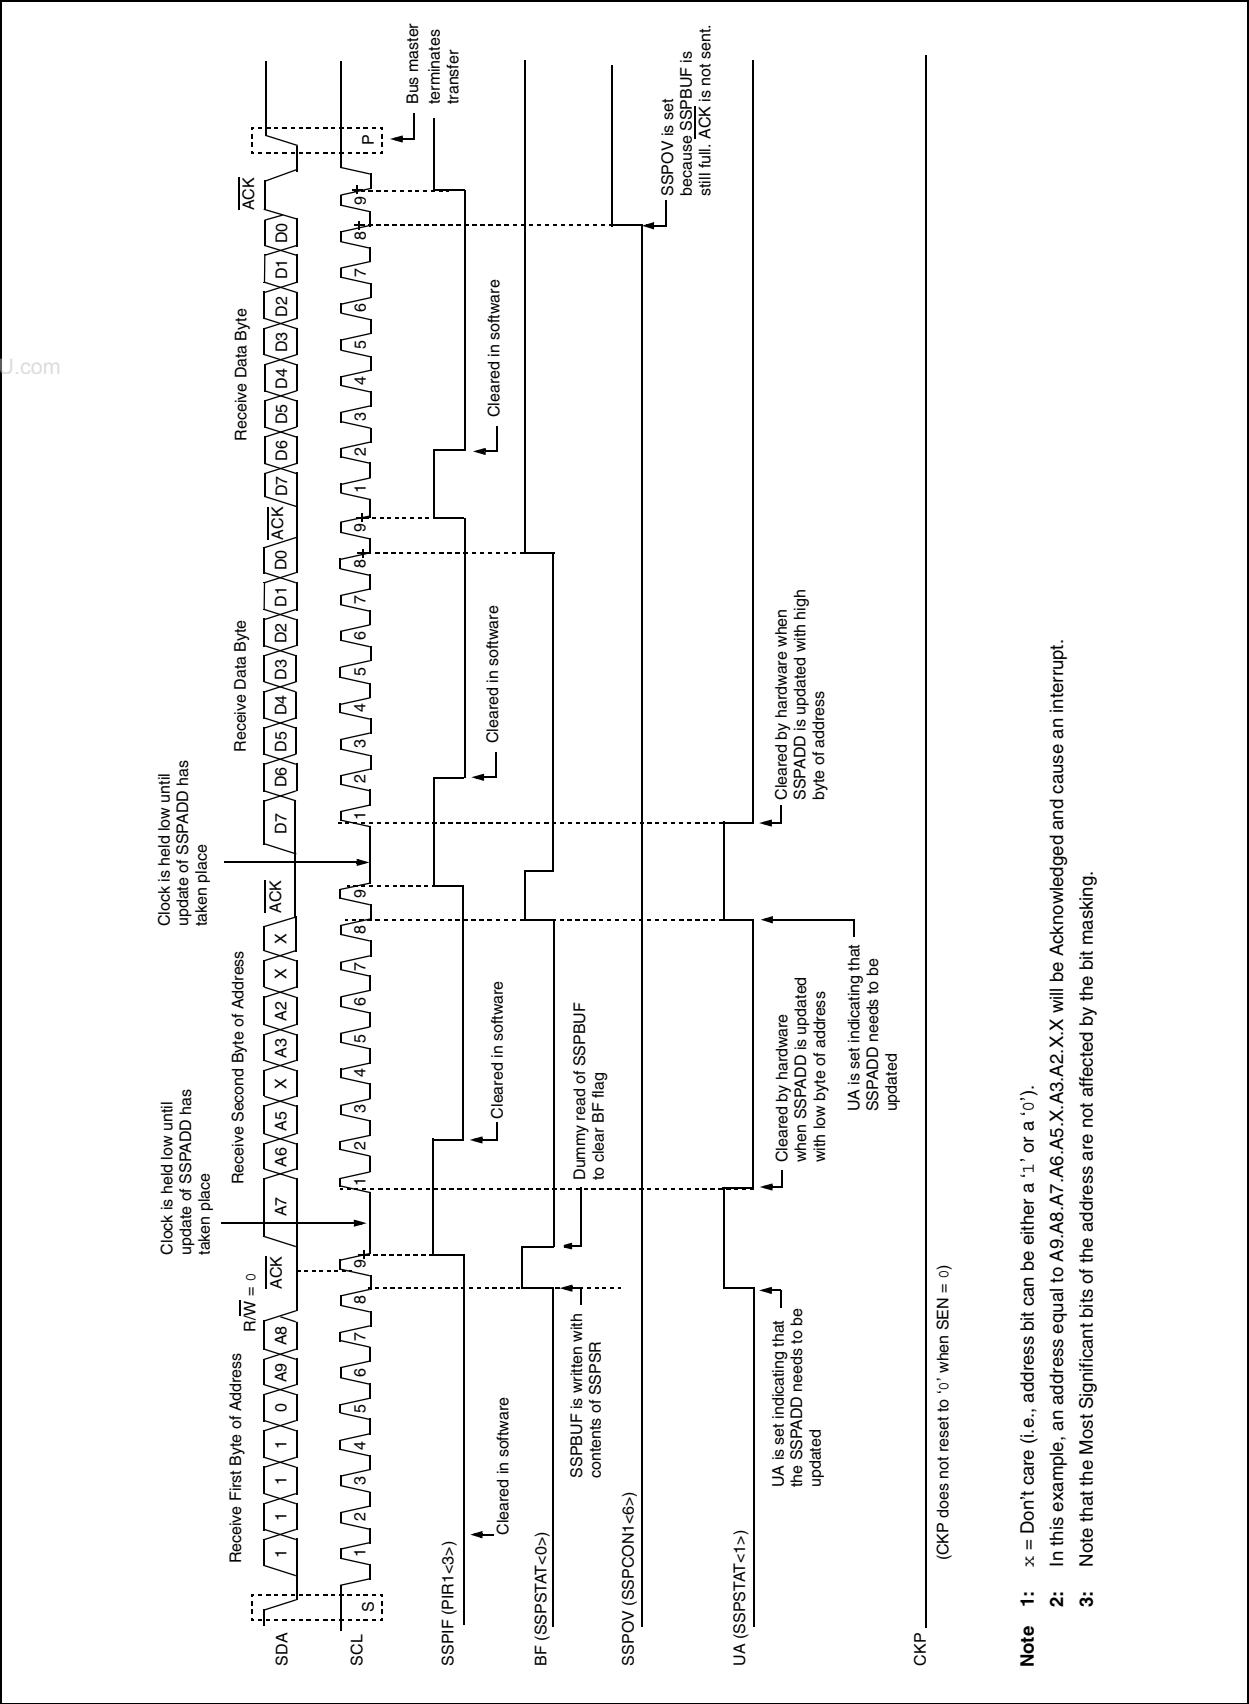 Receive First Byte of Address
R/W = 0
ACK
Clock is held low until
update of SSPADD has
taken place
Receive Second Byte of Address
ACK
Clock is held low until
update of SSPADD has
taken place
Receive Data Byte
ACK
Receive Data Byte
ACK
SDA
1 1 1 1 0 A9 A8
A7 A6 A5 X A3 A2 X X
D7 D6 D5 D4 D3 D2 D1 D0
D7 D6 D5 D4 D3 D2 D1 D0
SCL
S
1 2 3 4 5 6 7 8 9
1 2 3 4 5 6 7 8 9
1 2 3 4 5 6 7 8 9
1 2 3 4 5 6 7 8 9
P
Bus master
terminates
transfer
SSPIF (PIR1<3>)
Cleared in software
Cleared in software
Cleared in software
Cleared in software
BF (SSPSTAT<0>)
SSPBUF is written with
contents of SSPSR
Dummy read of SSPBUF
to clear BF flag
SSPOV (SSPCON1<6>)
SSPOV is set
because SSPBUF is
still full. ACK is not sent.
UA (SSPSTAT<1>)
UA is set indicating that
the SSPADD needs to be
updated
Cleared by hardware
when SSPADD is updated
with low byte of address
UA is set indicating that
SSPADD needs to be
updated
Cleared by hardware when
SSPADD is updated with high
byte of address
CKP
(CKP does not reset to ‘0’ when SEN = 0)
Note 1: x = Don’t care (i.e., address bit can be either a ‘1’ or a ‘0’).
2: In this example, an address equal to A9.A8.A7.A6.A5.X.A3.A2.X.X will be Acknowledged and cause an interrupt.
3: Note that the Most Significant bits of the address are not affected by the bit masking.
U.com